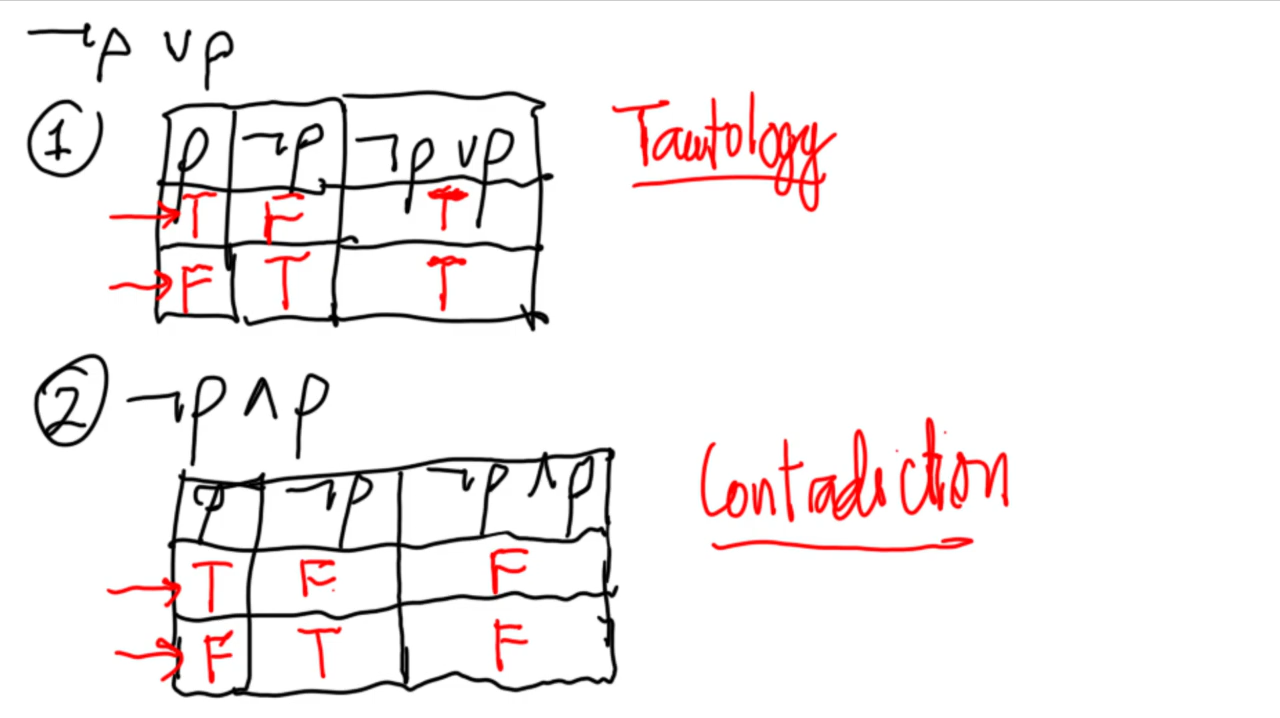 ¬p ∨ p
①
p ¬p ¬p ∨ p
T F T
F T T
Tautology
② ¬p ∧ p
p ¬p ¬p ∧ p
T F F
F T F
Contradiction